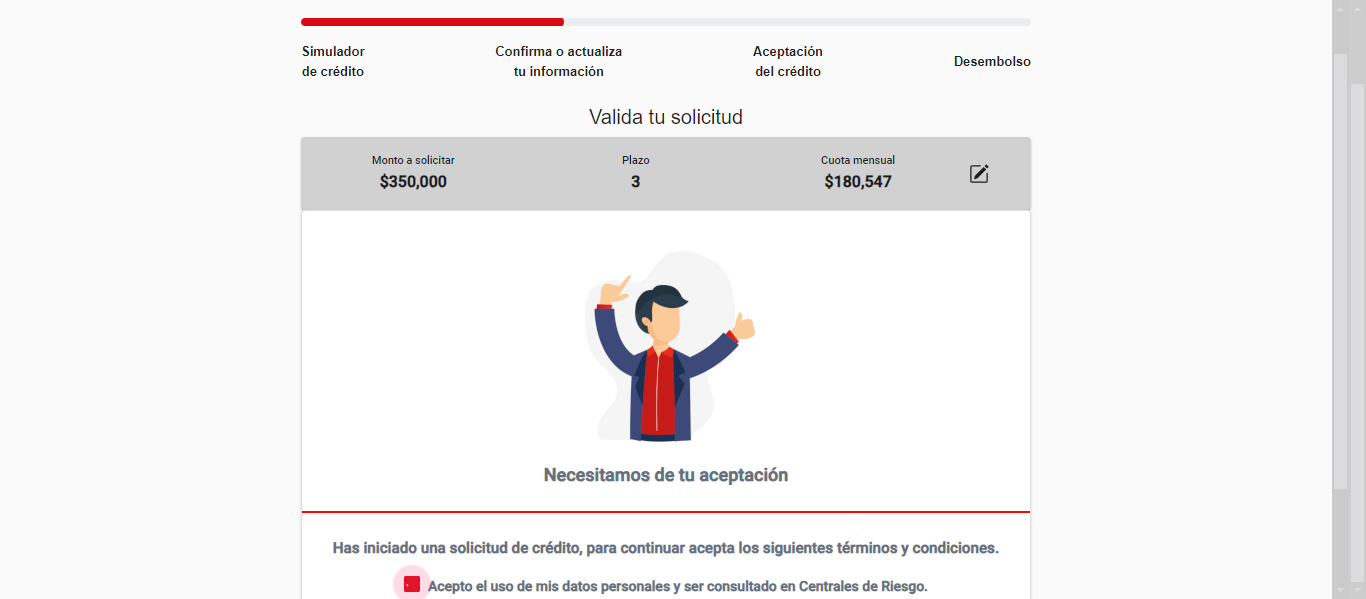 Simulador
de crédito
Confirma o actualiza
tu información
Aceptación
del crédito
Desembolso
Valida tu solicitud
Monto a solicitar
$350,000
Plazo
3
Cuota mensual
$180,547
Necesitamos de tu aceptación
Has iniciado una solicitud de crédito, para continuar acepta los siguientes términos y condiciones.
Acepto el uso de mis datos personales y ser consultado en Centrales de Riesgo.